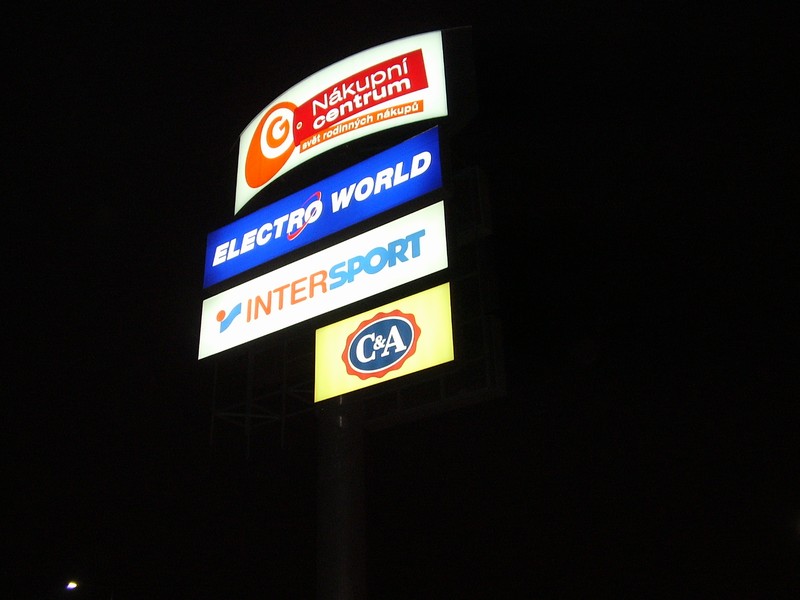 Nákupní
centrum
svět rodinných nákupů
ELECTRO WORLD
INTERSPORT
C&A